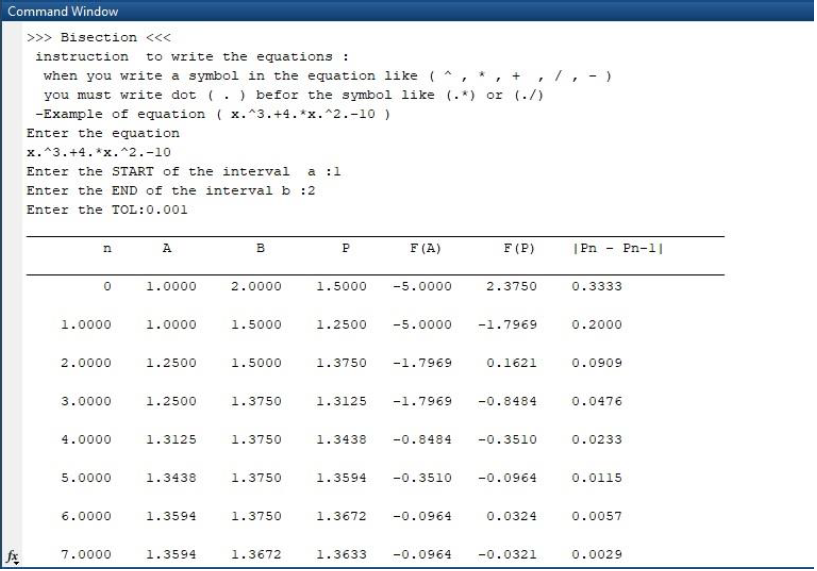 Command Window
>>> Bisection <<<
instruction to write the equations :
when you write a symbol in the equation like ( ^ , * , + , / , - )
you must write dot ( . ) befor the symbol like (.*) or (./)
-Example of equation ( x.^3.+4.*x.^2.-10 )
Enter the equation
x.^3.+4.*x.^2.-10
Enter the START of the interval a :1
Enter the END of the interval b :2
Enter the TOL:0.001
n A B P F(A) F(P) |Pn - Pn-1|
0 1.0000 2.0000 1.5000 -5.0000 2.3750 0.3333
1.0000 1.0000 1.5000 1.2500 -5.0000 -1.7969 0.2000
2.0000 1.2500 1.5000 1.3750 -1.7969 0.1621 0.0909
3.0000 1.2500 1.3750 1.3125 -1.7969 -0.8484 0.0476
4.0000 1.3125 1.3750 1.3438 -0.8484 -0.3510 0.0233
5.0000 1.3438 1.3750 1.3594 -0.3510 -0.0964 0.0115
6.0000 1.3594 1.3750 1.3672 -0.0964 0.0324 0.0057
fx 7.0000 1.3594 1.3672 1.3633 -0.0964 -0.0321 0.0029